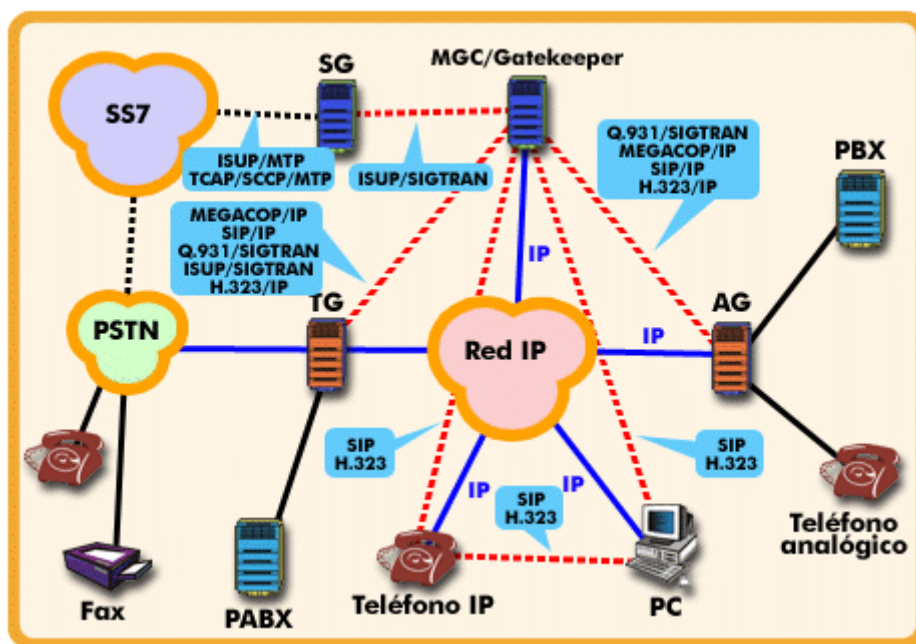 SG
MGC/Gatekeeper
SS7
ISUP/MTP
TCAP/SCCP/MTP
ISUP/SIGTRAN
Q.931/SIGTRAN
MEGACOP/IP
SIP/IP
H.323/IP
PBX
MEGACOP/IP
SIP/IP
Q.931/SIGTRAN
ISUP/SIGTRAN
H.323/IP
IP
TG
AG
PSTN
Red IP
IP
SIP
H.323
SIP
H.323
IP
SIP
H.323
IP
Teléfono
analógico
Fax
PABX
Teléfono IP
PC